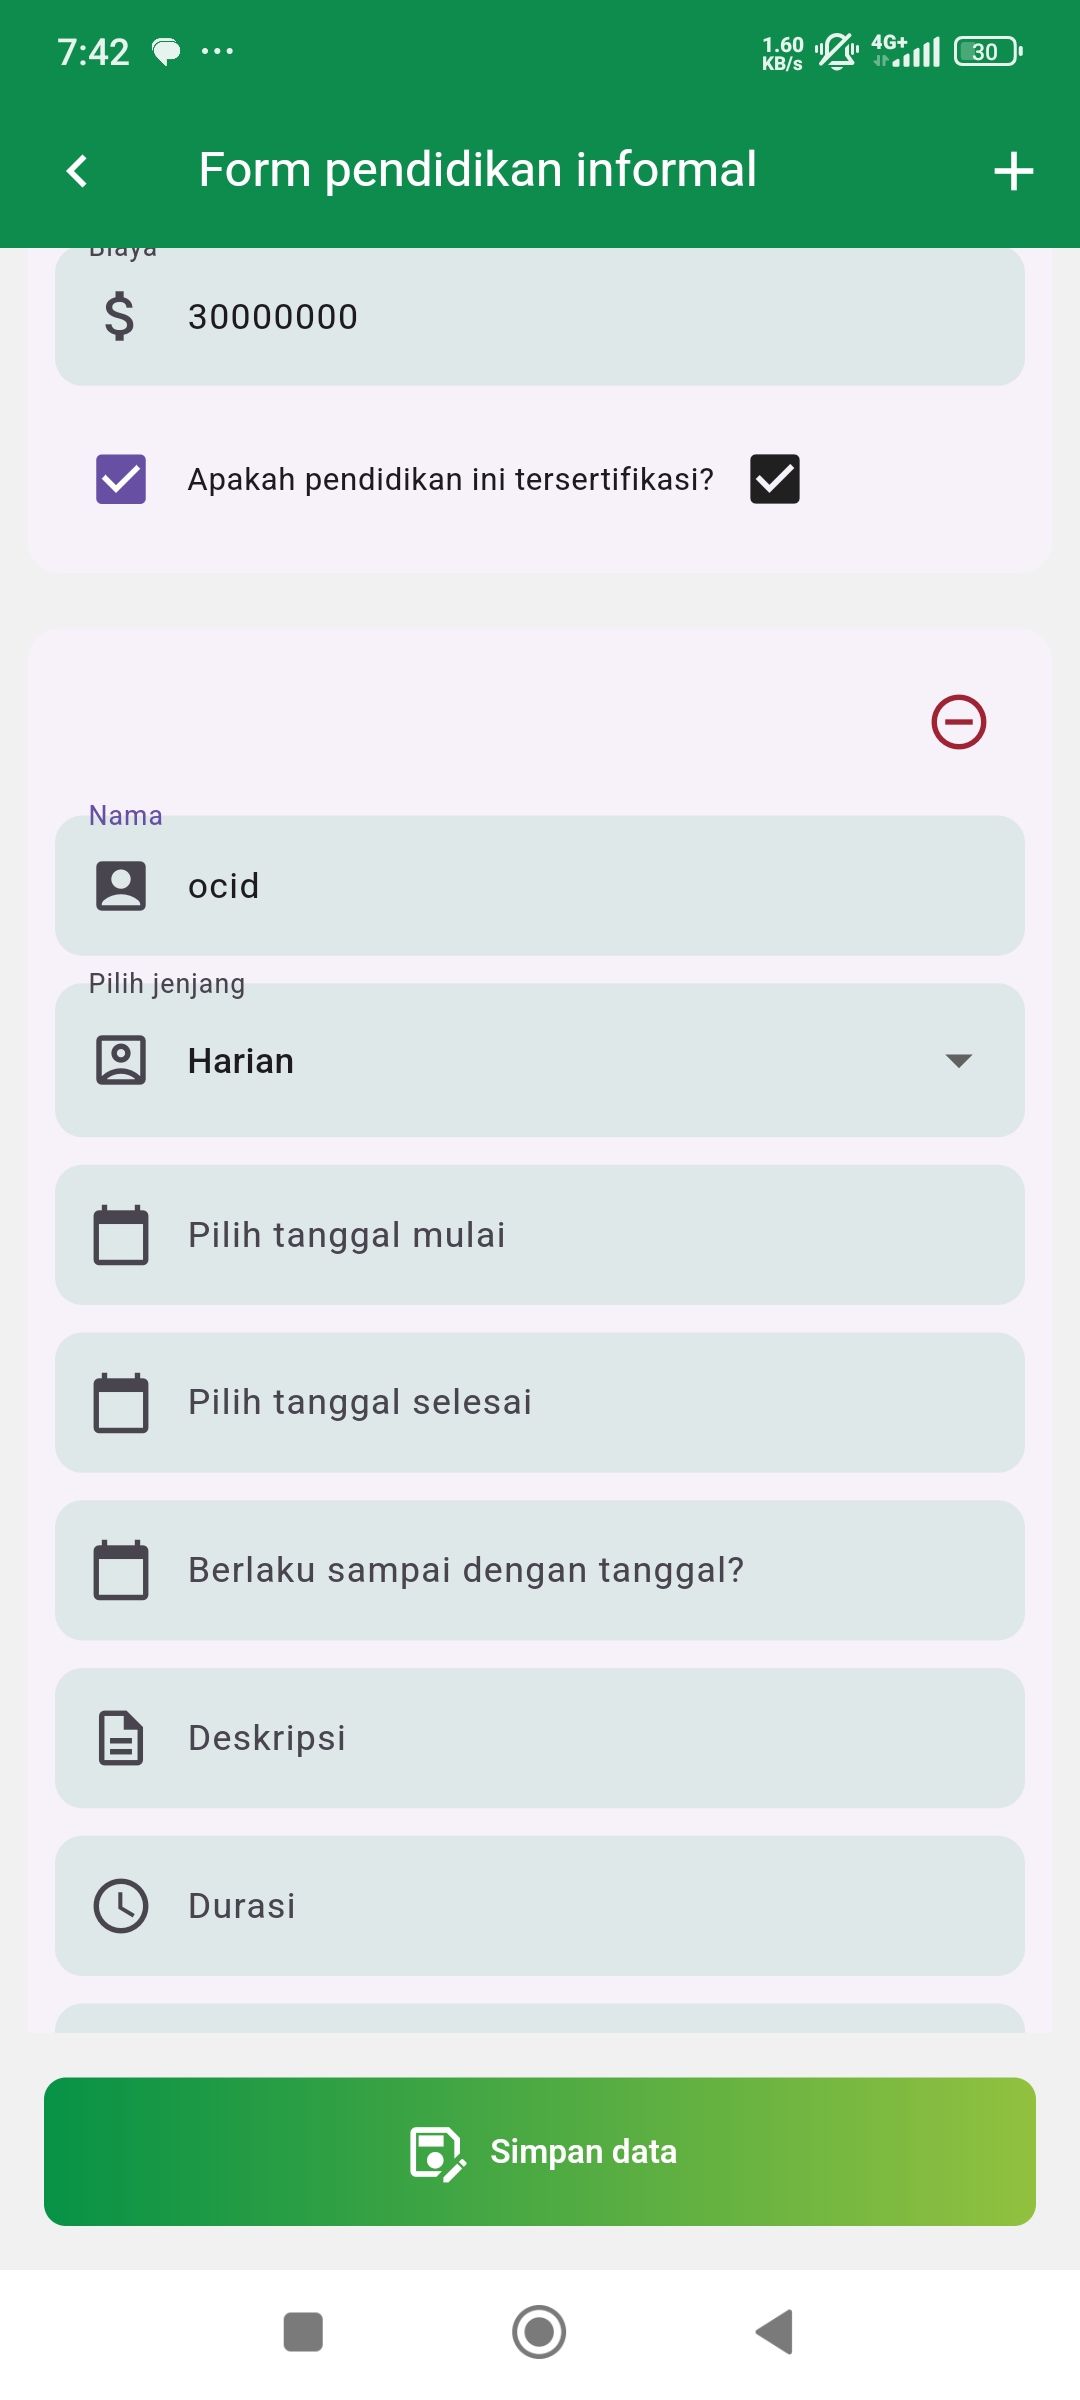 7:42
1.60
KB/s
4G+
30
Form pendidikan informal
Biaya
30000000
Apakah pendidikan ini tersertifikasi?
Nama
ocid
Pilih jenjang
Harian
Pilih tanggal mulai
Pilih tanggal selesai
Berlaku sampai dengan tanggal?
Deskripsi
Durasi
Simpan data